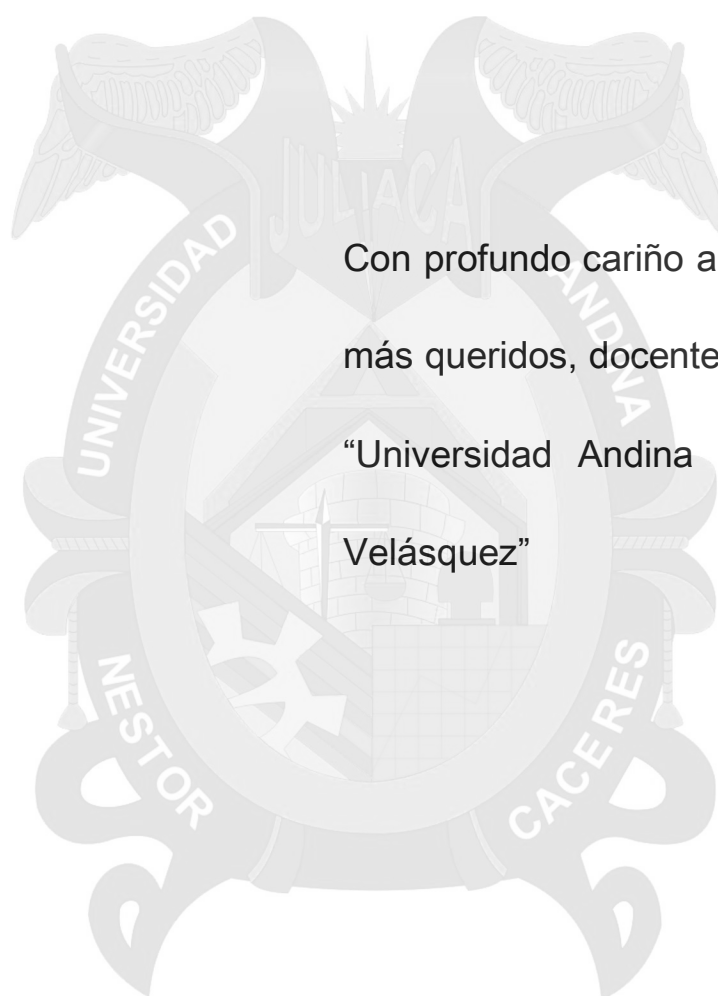 JULIACA
UNIVERSIDAD
ANDINA
Con profundo cariño a
más queridos, docente
“Universidad Andina
Velásquez”
NESTOR
CACERES